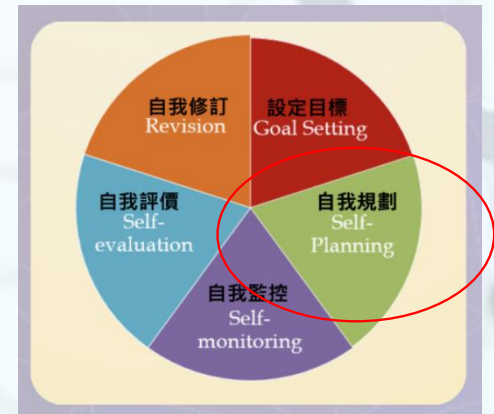 設定目標
Goal Setting
自我規劃
Self-
Planning
自我監控
Self-
monitoring
自我評價
Self-
evaluation
自我修訂
Revision